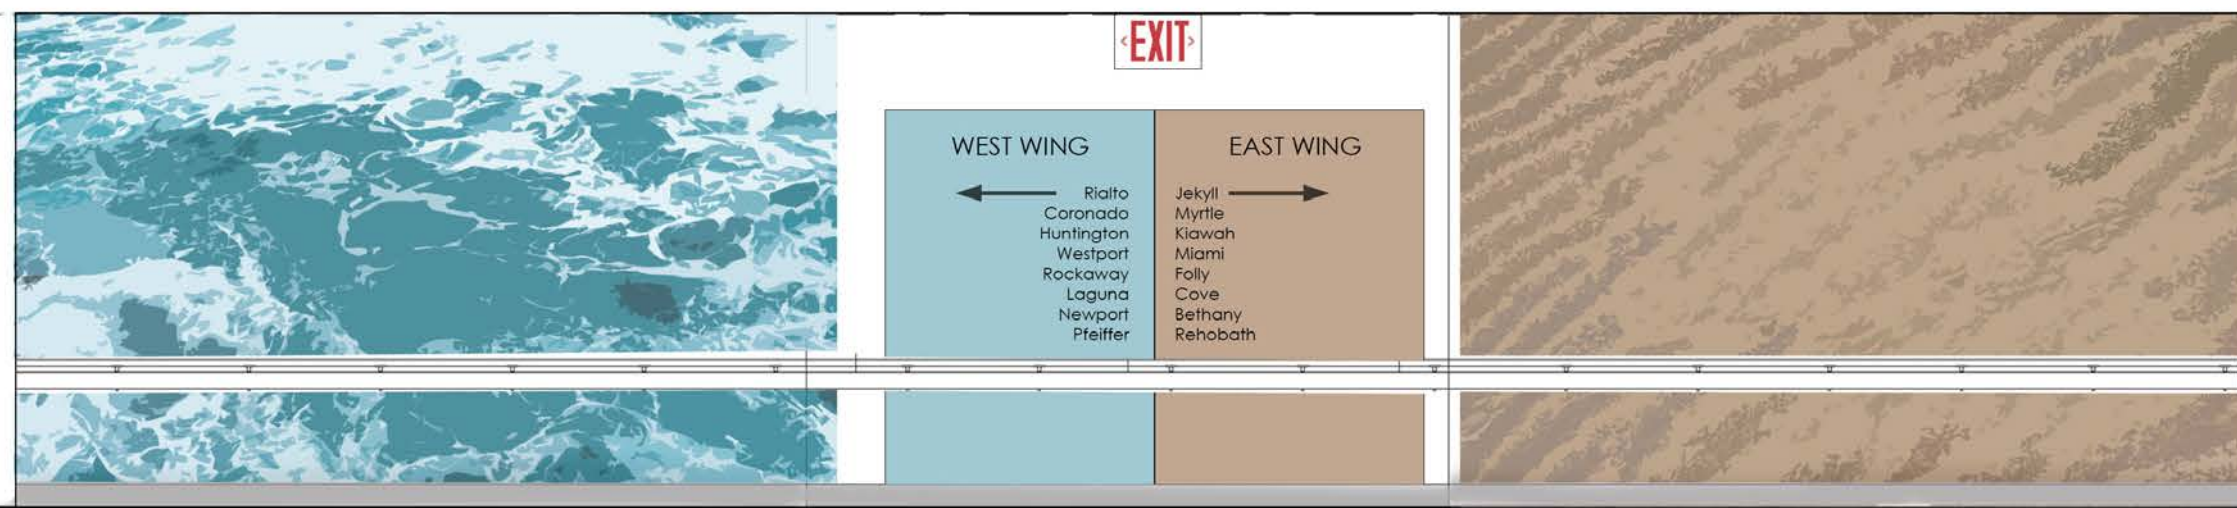 ‹EXIT›
WEST WING
Rialto
Coronado
Huntington
Westport
Rockaway
Laguna
Newport
Pfeiffer
EAST WING
Jekyll
Myrtle
Kiawah
Miami
Folly
Cove
Bethany
Rehobath